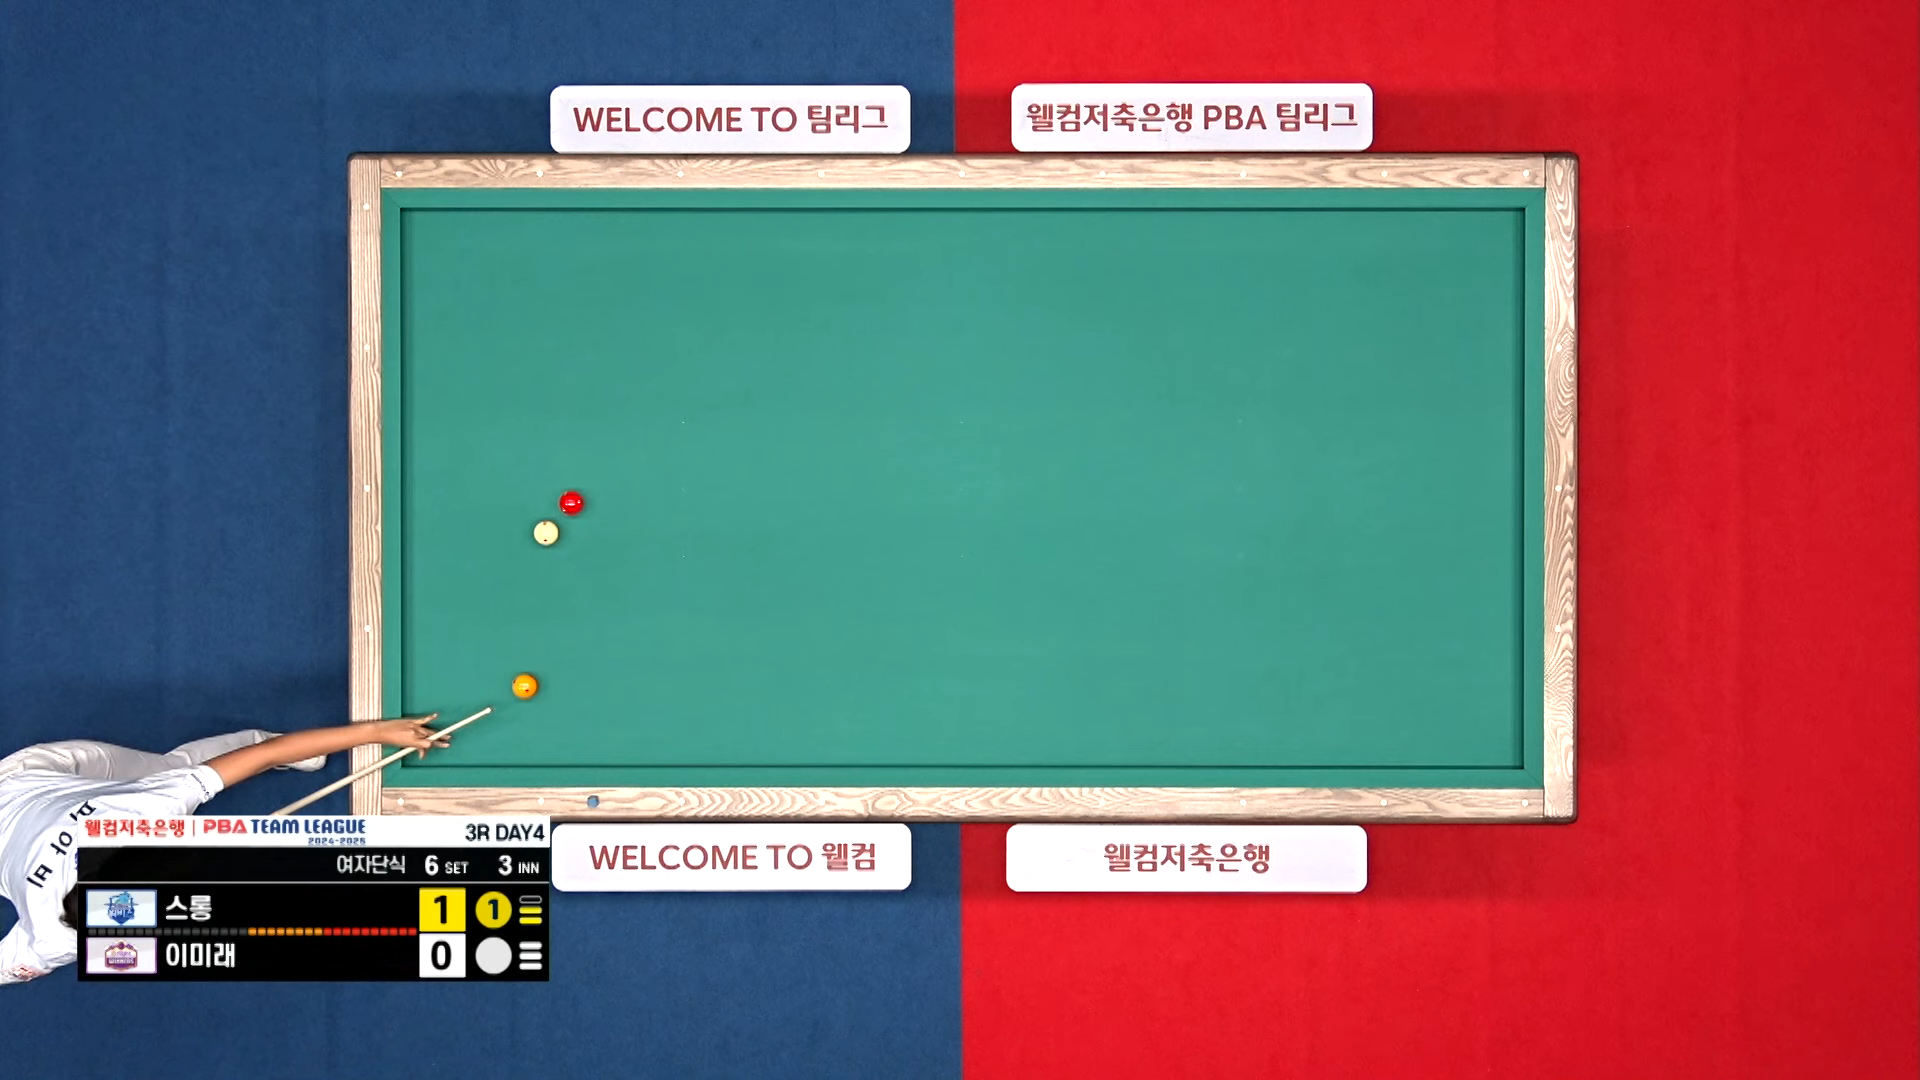 WELCOME TO 팀리그
웰컴저축은행 PBA 팀리그
WELCOME TO 웰컴
웰컴저축은행
웰컴저축은행 | PBA TEAM LEAGUE
2024-2025
3R DAY4
여자단식 6 SET 3 INN
스롱 1 1
이미래 0